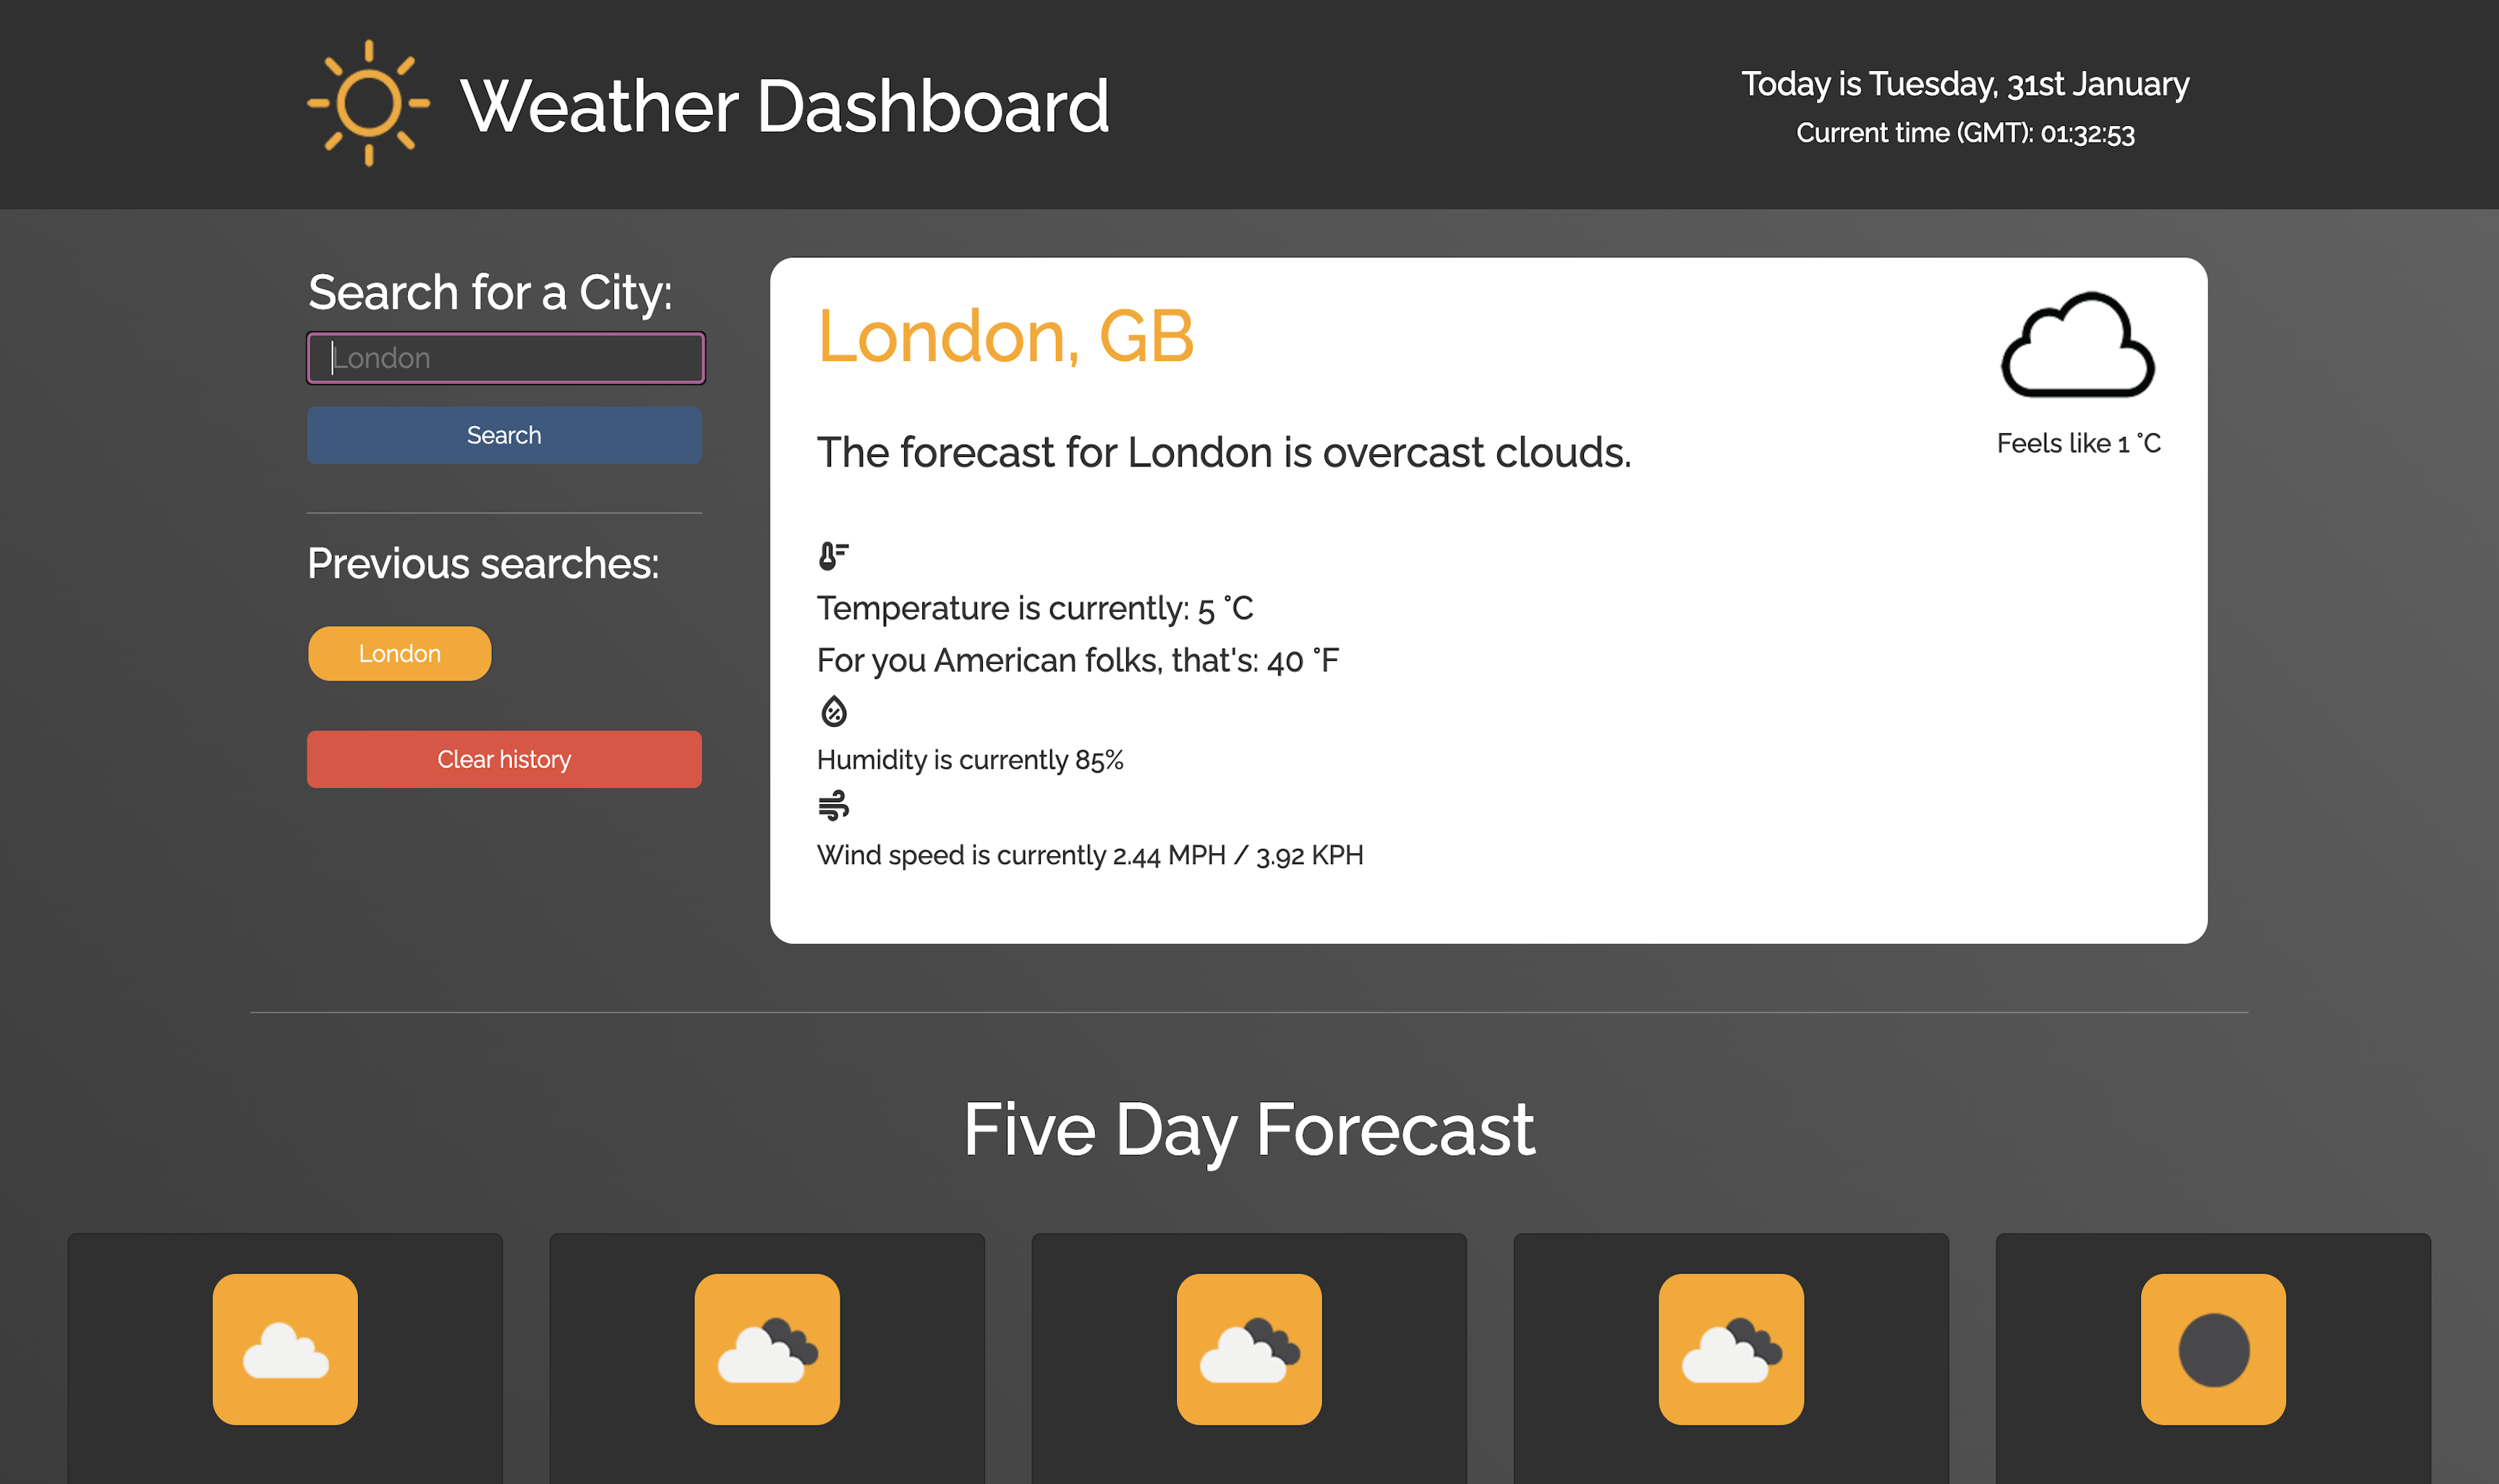 Weather Dashboard
Today is Tuesday, 31st January
Current time (GMT): 01:32:53
Search for a City:
London
Search
Previous searches:
London
Clear history
London, GB
Feels like 1 °C
The forecast for London is overcast clouds.
Temperature is currently: 5 °C
For you American folks, that's: 40 °F
Humidity is currently 85%
Wind speed is currently 2.44 MPH / 3.92 KPH
Five Day Forecast